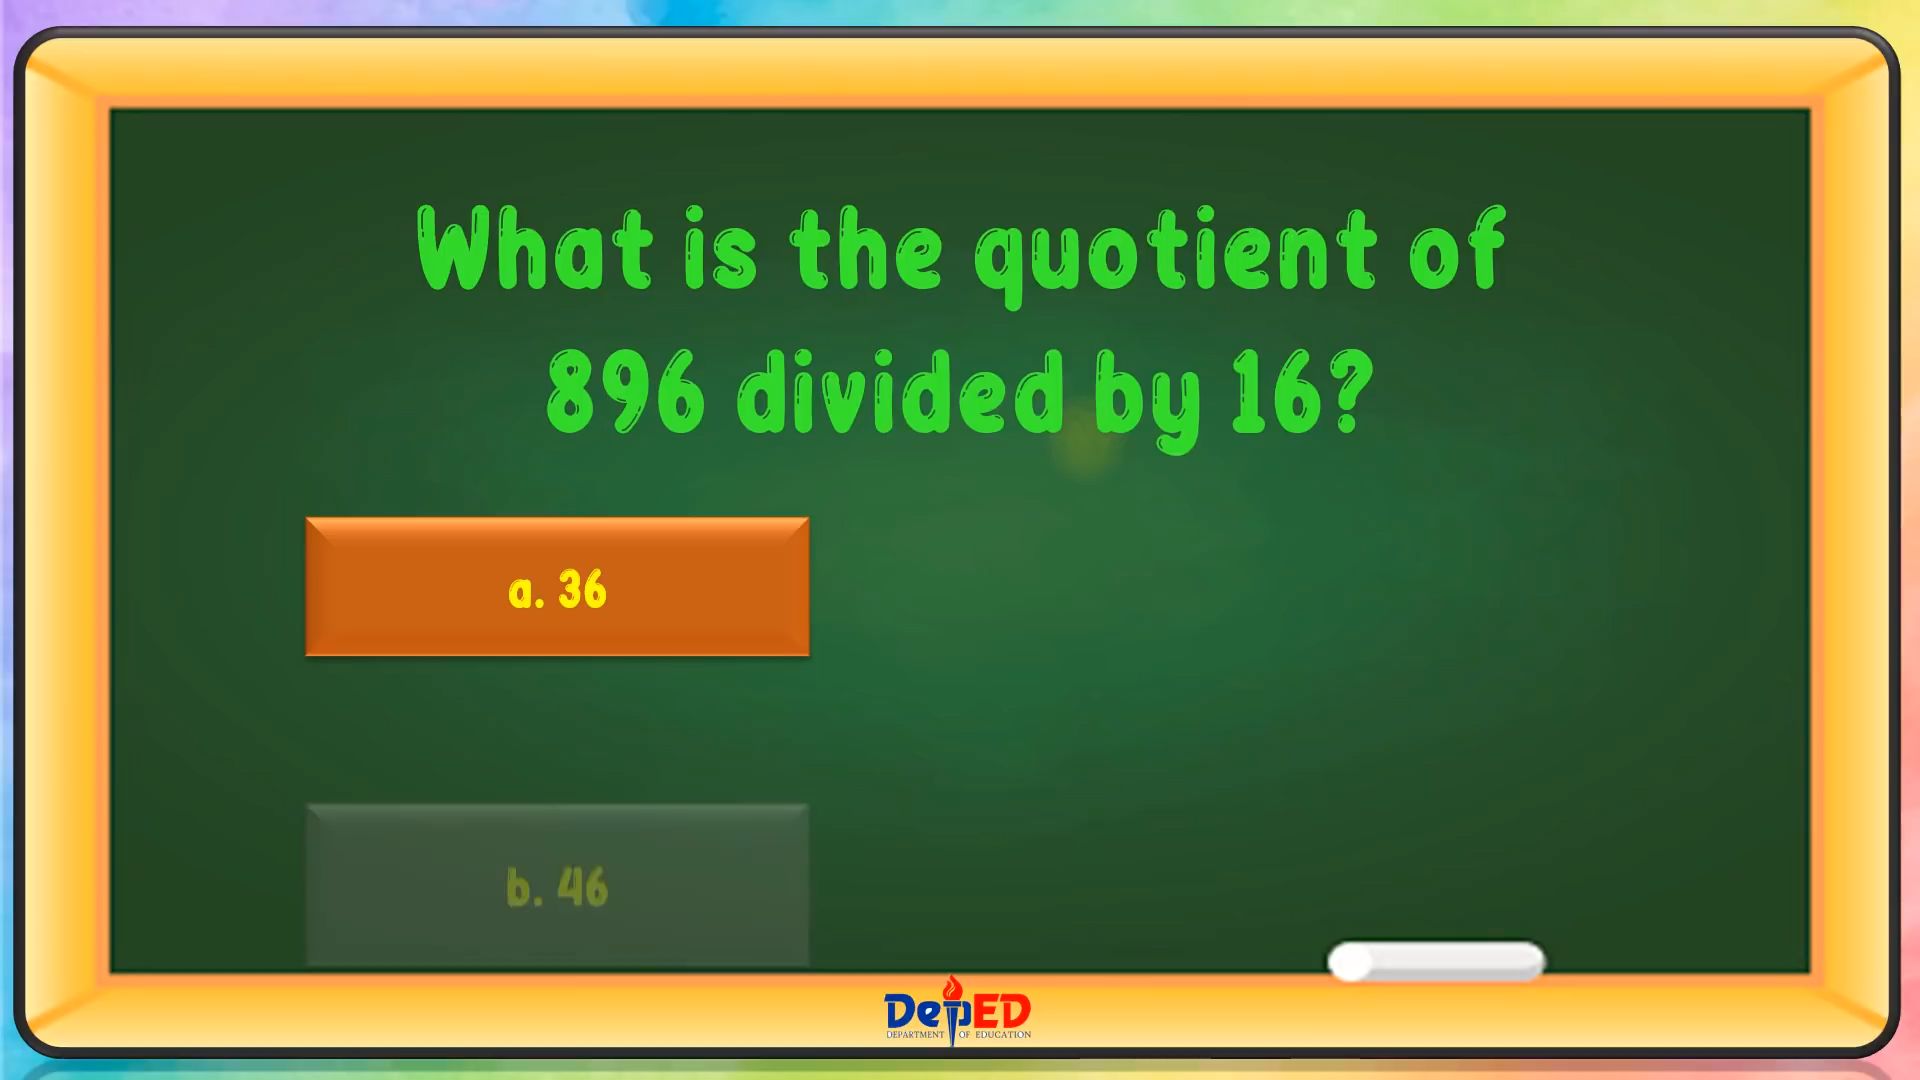 What is the quotient of
896 divided by 16?
a. 36
b. 46
DepED
DEPARTMENT OF EDUCATION